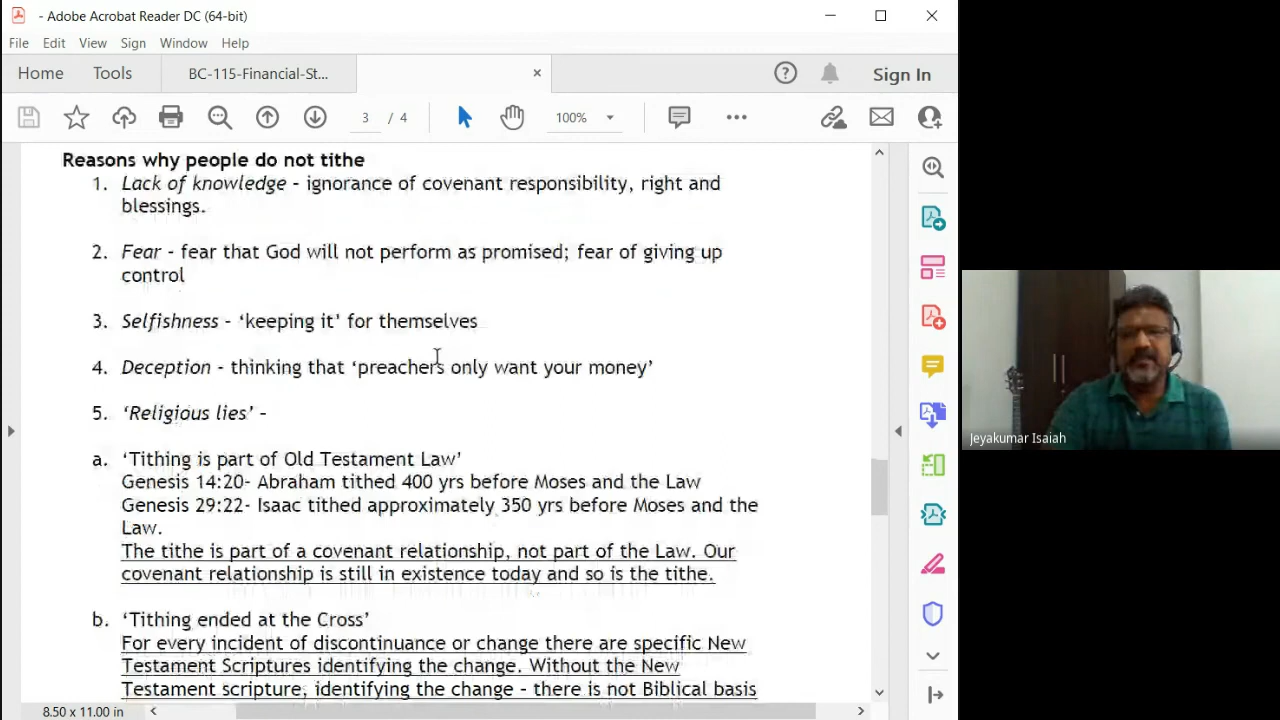 - Adobe Acrobat Reader DC (64-bit)
File Edit View Sign Window Help
Home Tools BC-115-Financial-St... × Sign In
3 / 4 100%
Reasons why people do not tithe
1. Lack of knowledge - ignorance of covenant responsibility, right and
blessings.
2. Fear - fear that God will not perform as promised; fear of giving up
control
3. Selfishness - ‘keeping it’ for themselves
4. Deception - thinking that ‘preachers only want your money’
5. ‘Religious lies’ -
a. ‘Tithing is part of Old Testament Law’
Genesis 14:20- Abraham tithed 400 yrs before Moses and the Law
Genesis 29:22- Isaac tithed approximately 350 yrs before Moses and the
Law.
The tithe is part of a covenant relationship, not part of the Law. Our
covenant relationship is still in existence today and so is the tithe.
b. ‘Tithing ended at the Cross’
For every incident of discontinuance or change there are specific New
Testament Scriptures identifying the change. Without the New
Testament scripture, identifying the change - there is not Biblical basis
8.50 x 11.00 in
Jeyakumar Isaiah